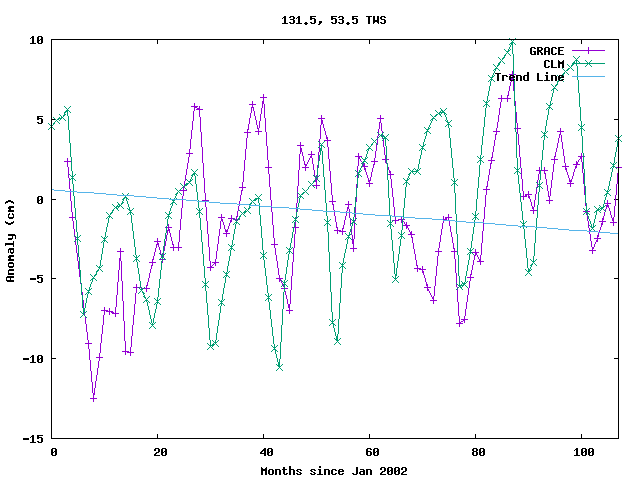 131.5, 53.5 TWS
GRACE
CLM
Trend Line
10
5
0
-5
-10
-15
Anomaly (cm)
0 20 40 60 80 100
Months since Jan 2002